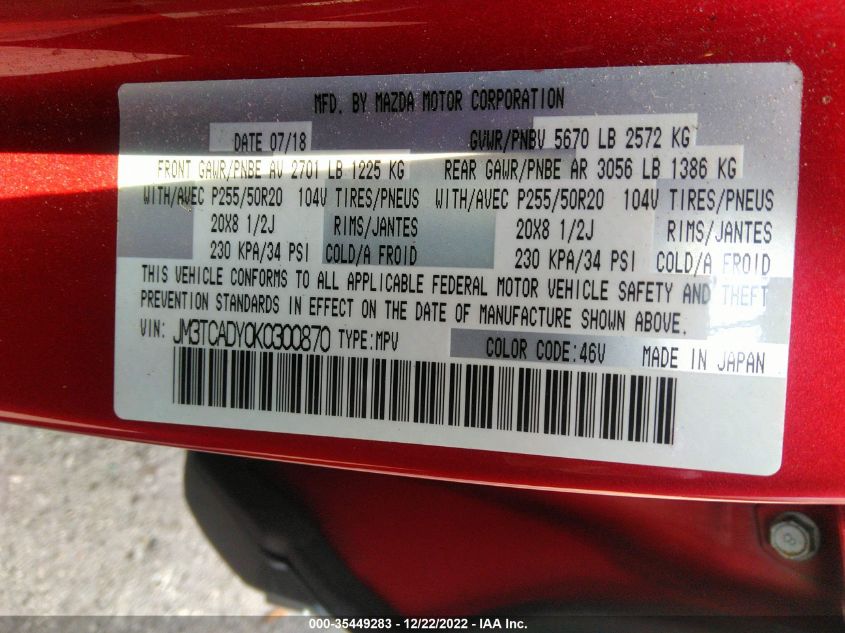 MFD. BY MAZDA MOTOR CORPORATION
DATE 07/18 GVWR/PNBV 5670 LB 2572 KG
FRONT GAWR/PNBE AV 2701 LB 1225 KG REAR GAWR/PNBE AR 3056 LB 1386 KG
WITH/AVEC P255/50R20 104V TIRES/PNEUS WITH/AVEC P255/50R20 104V TIRES/PNEUS
20X8 1/2J RIMS/JANTES 20X8 1/2J RIMS/JANTES
230 KPA/34 PSI COLD/A FROID 230 KPA/34 PSI COLD/A FROID
THIS VEHICLE CONFORMS TO ALL APPLICABLE FEDERAL MOTOR VEHICLE SAFETY AND THEFT
PREVENTION STANDARDS IN EFFECT ON THE DATE OF MANUFACTURE SHOWN ABOVE.
VIN: JM3TCADY0K0300870 TYPE:MPV COLOR CODE:46V MADE IN JAPAN
000-35449283 - 12/22/2022 - IAA Inc.